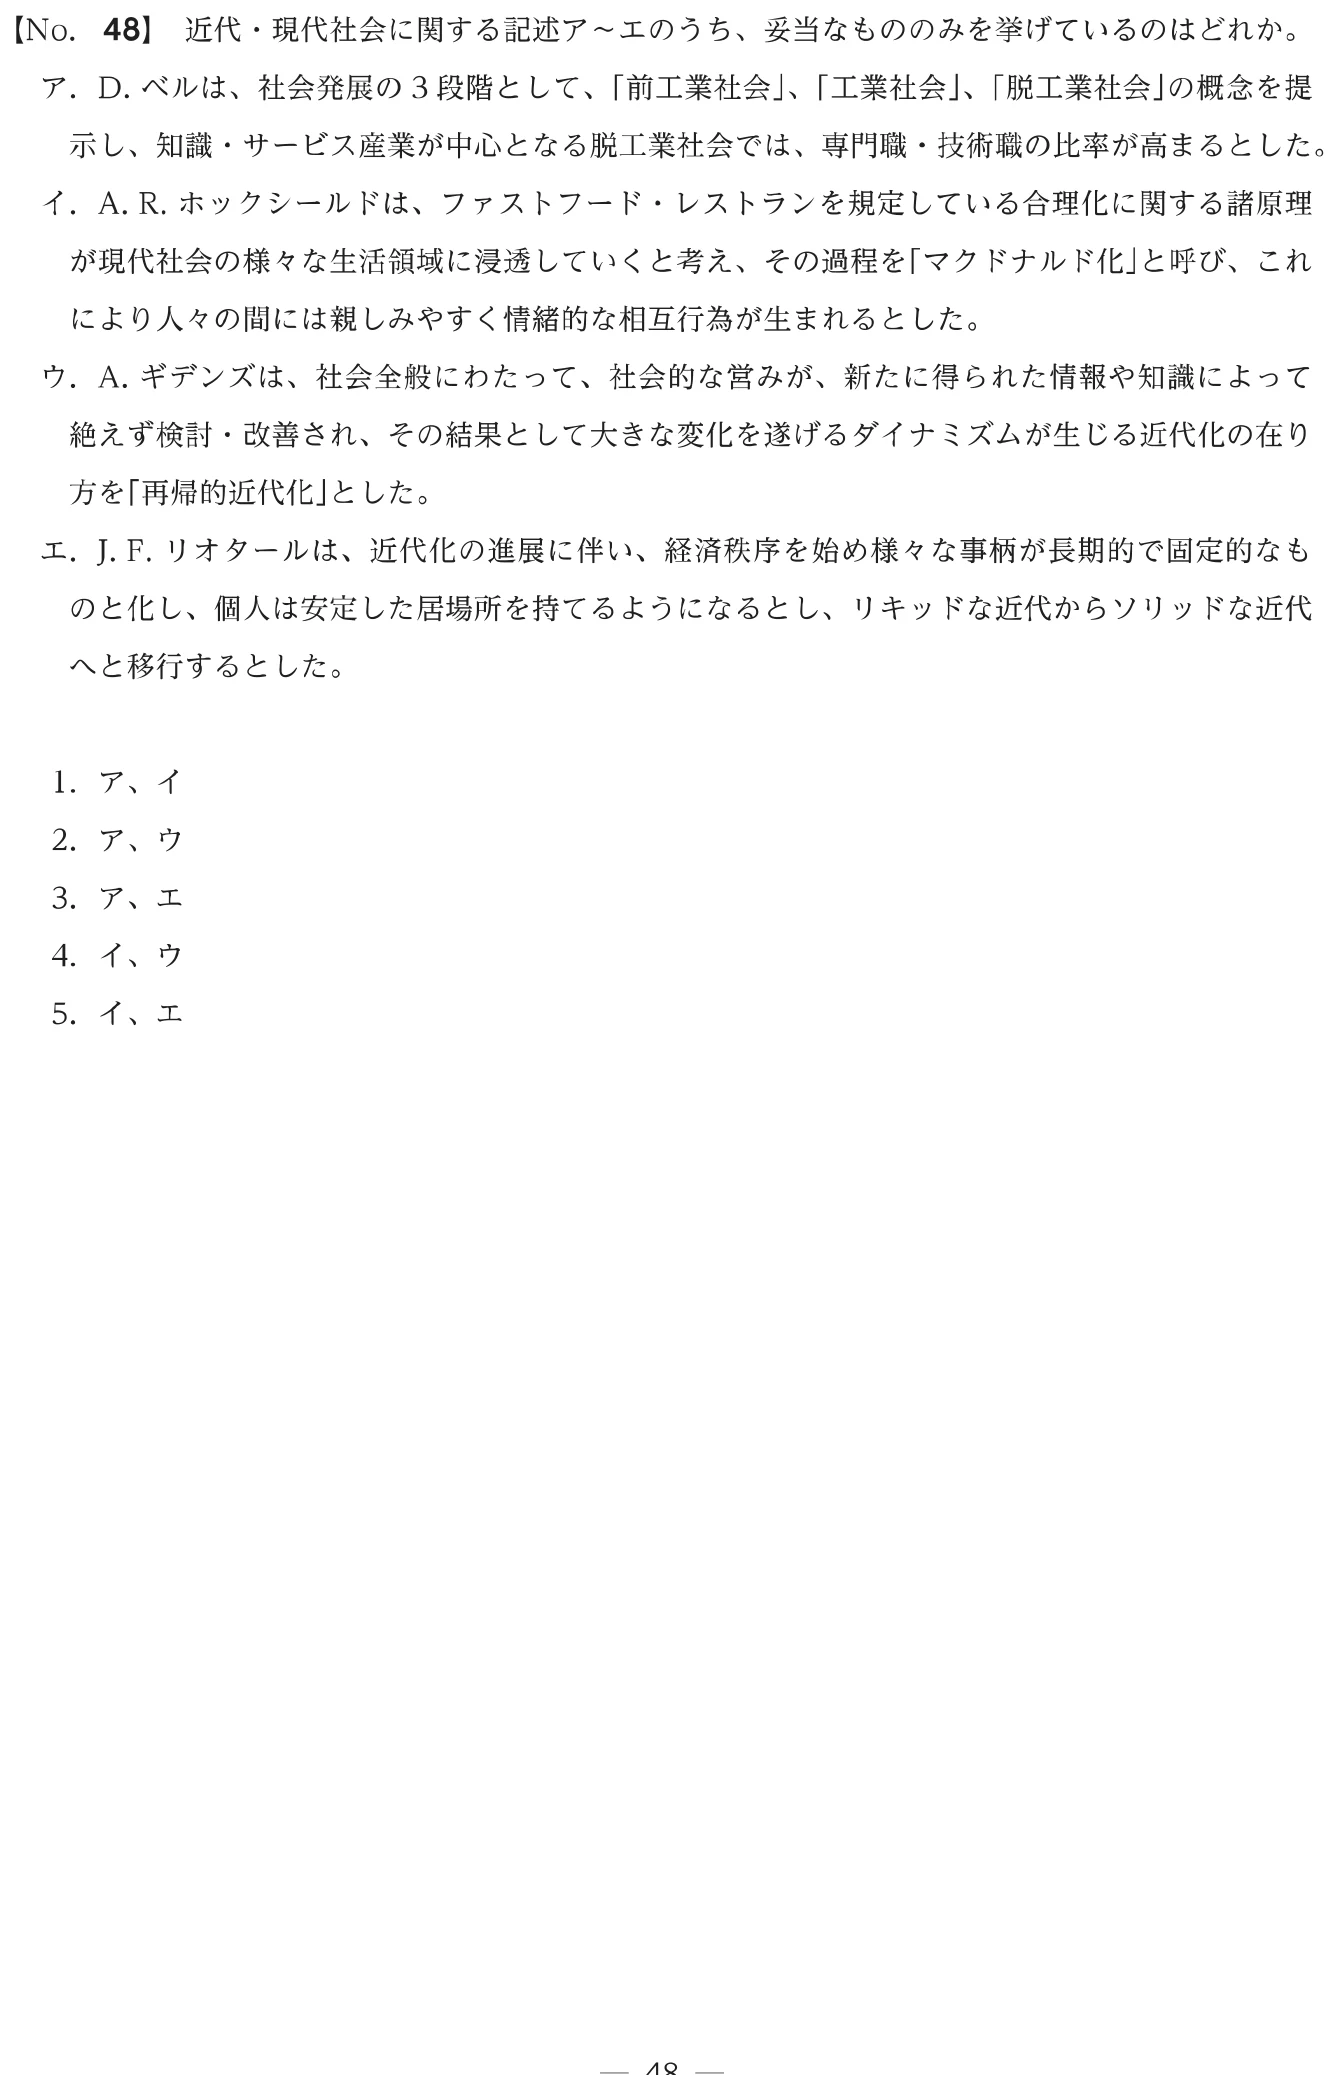 【No. 48】 近代・現代社会に関する記述ア～エのうち、妥当なもののみを挙げているのはどれか。
ア．D. ベルは、社会発展の3段階として、「前工業社会」、「工業社会」、「脱工業社会」の概念を提
示し、知識・サービス産業が中心となる脱工業社会では、専門職・技術職の比率が高まるとした。
イ．A. R. ホックシールドは、ファストフード・レストランを規定している合理化に関する諸原理
が現代社会の様々な生活領域に浸透していくと考え、その過程を「マクドナルド化」と呼び、これ
により人々の間には親しみやすく情緒的な相互行為が生まれるとした。
ウ．A. ギデンズは、社会全般にわたって、社会的な営みが、新たに得られた情報や知識によって
絶えず検討・改善され、その結果として大きな変化を遂げるダイナミズムが生じる近代化の在り
方を「再帰的近代化」とした。
エ．J. F. リオタールは、近代化の進展に伴い、経済秩序を始め様々な事柄が長期的で固定的なも
のと化し、個人は安定した居場所を持てるようになるとし、リキッドな近代からソリッドな近代
へと移行するとした。
1．ア、イ
2．ア、ウ
3．ア、エ
4．イ、ウ
5．イ、エ
— 48 —